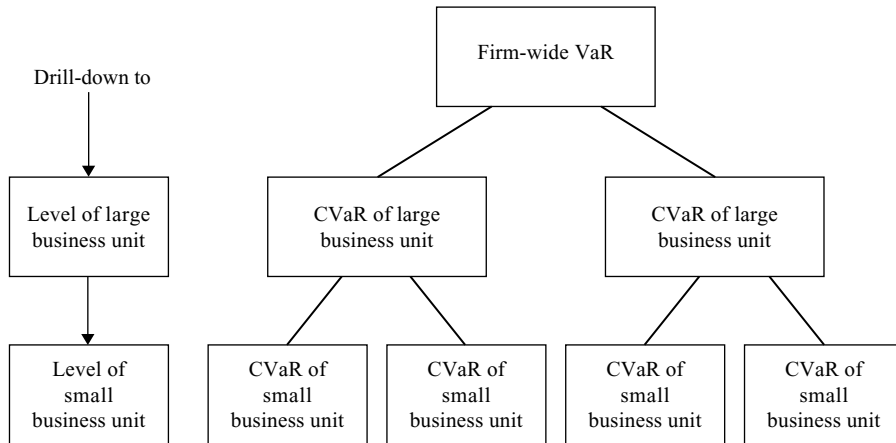 Firm-wide VaR
Drill-down to
Level of large
business unit
CVaR of large
business unit
CVaR of large
business unit
Level of
small
business unit
CVaR of
small
business unit
CVaR of
small
business unit
CVaR of
small
business unit
CVaR of
small
business unit